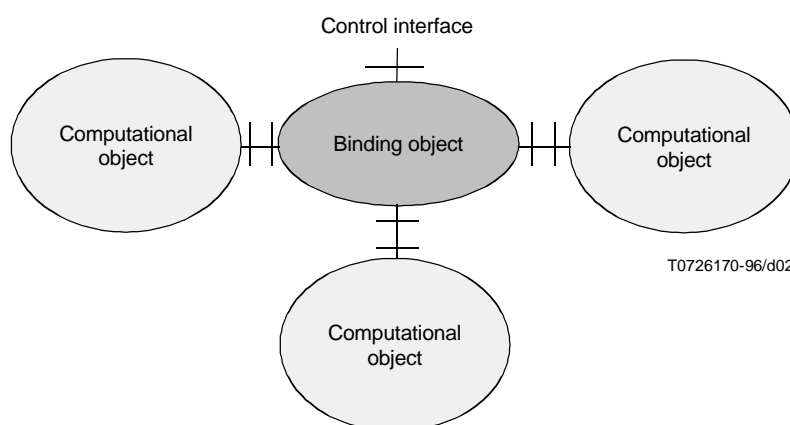 Control interface
Computational
object
Binding object
Computational
object
T0726170-96/d02
Computational
object